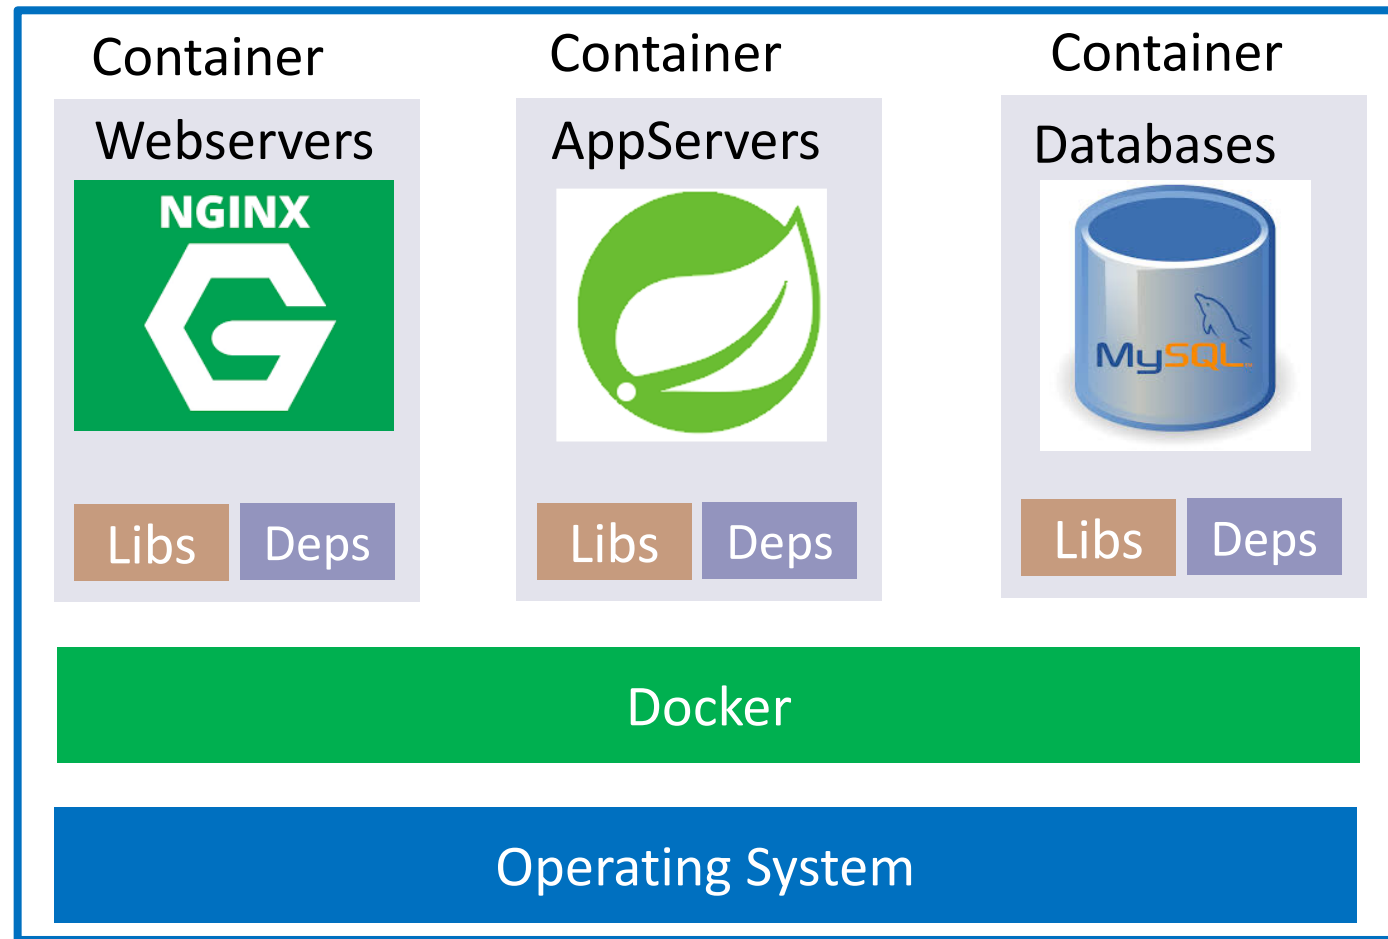 Container
Webservers
NGINX
Libs
Deps
Container
AppServers
Libs
Deps
Container
Databases
MySQL
Libs
Deps
Docker
Operating System